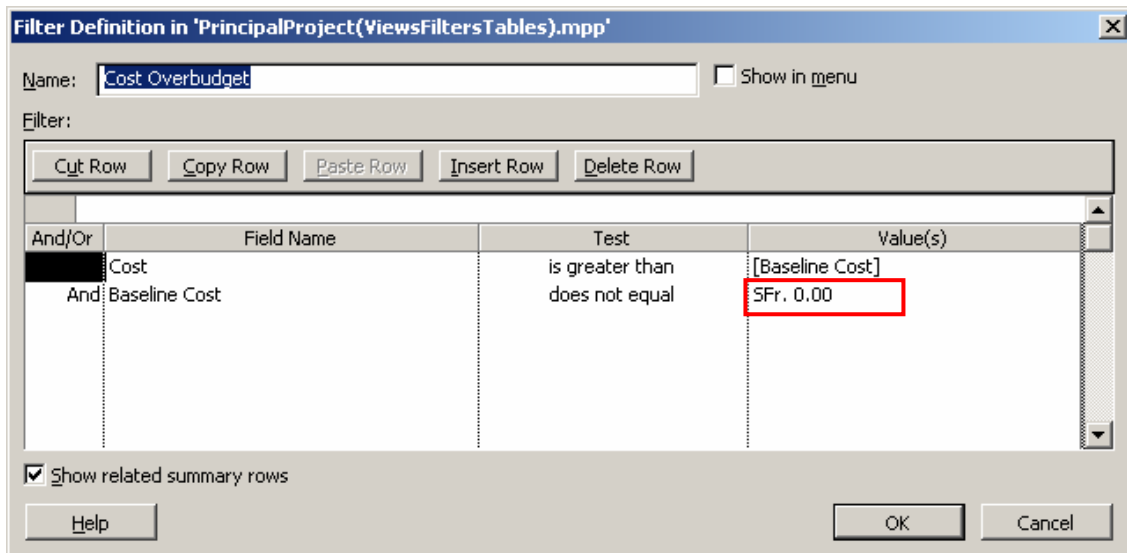 Filter Definition in 'PrincipalProject(ViewsFiltersTables).mpp'
Name: Cost Overbudget Show in menu
Filter:
Cut Row Copy Row Paste Row Insert Row Delete Row
And/Or Field Name Test Value(s)
Cost is greater than [Baseline Cost]
And Baseline Cost does not equal SFr. 0.00
Show related summary rows
Help OK Cancel